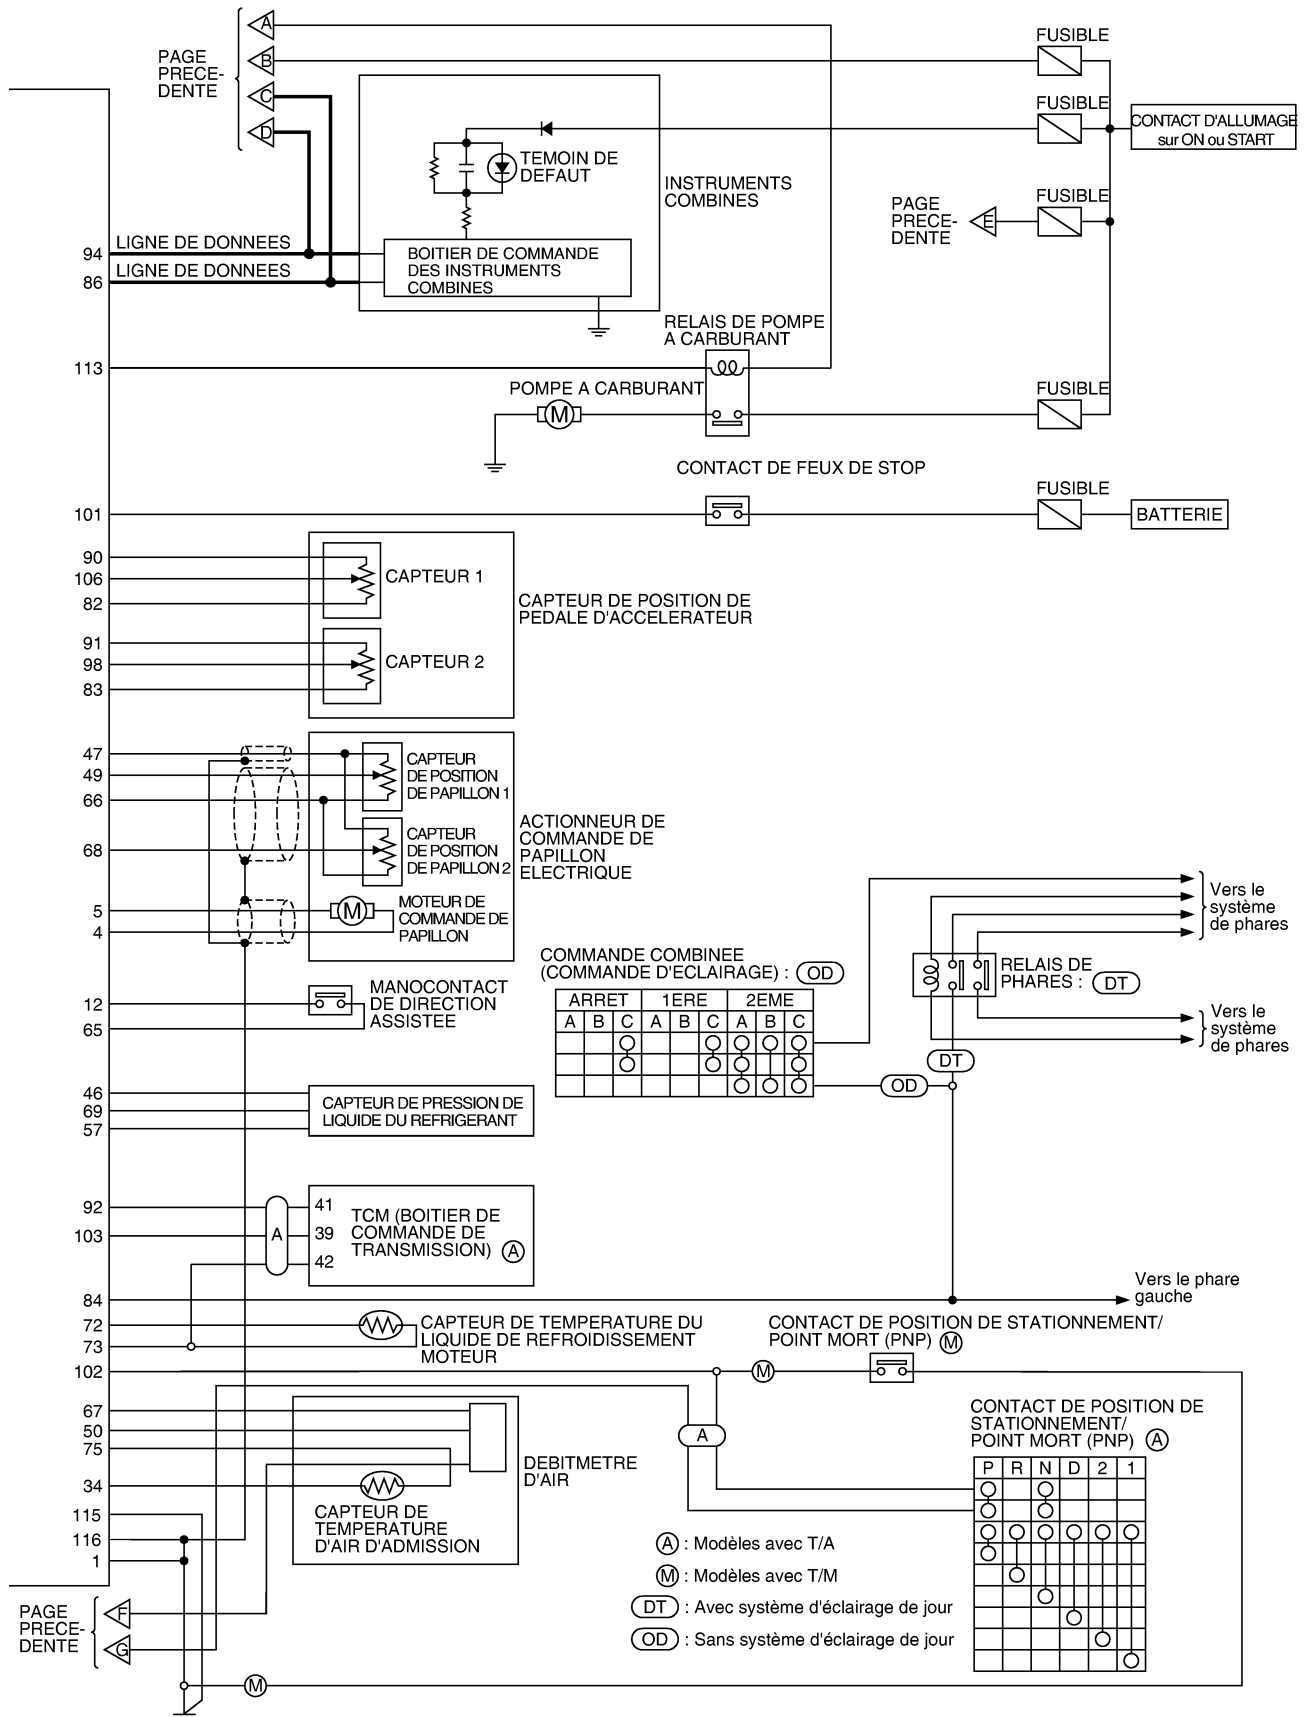 A
B
C
D
PAGE
PRECE-
DENTE
FUSIBLE
FUSIBLE
CONTACT D'ALLUMAGE
sur ON ou START
TEMOIN DE
DEFAUT
INSTRUMENTS
COMBINES
FUSIBLE
PAGE
PRECE-
DENTE
E
94
LIGNE DE DONNEES
86
LIGNE DE DONNEES
BOITIER DE COMMANDE
DES INSTRUMENTS
COMBINES
RELAIS DE POMPE
A CARBURANT
113
POMPE A CARBURANT
M
FUSIBLE
CONTACT DE FEUX DE STOP
101
FUSIBLE
BATTERIE
90
106
82
CAPTEUR 1
91
98
83
CAPTEUR 2
CAPTEUR DE POSITION DE
PEDALE D'ACCELERATEUR
47
49
66
68
5
4
CAPTEUR
DE POSITION
DE PAPILLON 1
CAPTEUR
DE POSITION
DE PAPILLON 2
M
MOTEUR DE
COMMANDE DE
PAPILLON
ACTIONNEUR DE
COMMANDE DE
PAPILLON
ELECTRIQUE
Vers le
système
de phares
COMMANDE COMBINEE
(COMMANDE D'ECLAIRAGE) : OD
ARRET 1ERE 2EME
A B C A B C A B C
RELAIS DE
PHARES : DT
Vers le
système
de phares
DT
OD
12
65
MANOCONTACT
DE DIRECTION
ASSISTEE
46
69
57
CAPTEUR DE PRESSION DE
LIQUIDE DU REFRIGERANT
92
103
A
41
39
42
TCM (BOITIER DE
COMMANDE DE
TRANSMISSION) A
84
Vers le phare
gauche
72
73
CAPTEUR DE TEMPERATURE DU
LIQUIDE DE REFROIDISSEMENT
MOTEUR
CONTACT DE POSITION DE STATIONNEMENT/
POINT MORT (PNP) M
102
M
67
50
75
34
A
DEBITMETRE
D'AIR
CAPTEUR DE
TEMPERATURE
D'AIR D'ADMISSION
CONTACT DE POSITION DE
STATIONNEMENT/
POINT MORT (PNP) A
P R N D 2 1
115
116
1
PAGE
PRECE-
DENTE
F
G
M
A : Modèles avec T/A
M : Modèles avec T/M
DT : Avec système d'éclairage de jour
OD : Sans système d'éclairage de jour